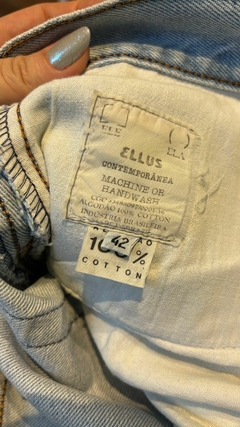 ELE
ELA
ELLUS
CONTEMPORÂNEA
MACHINE OR
HANDWASH
ALGODÃO 100% COTTON
INDUSTRIA BRASILEIRA
42
%
COTTON